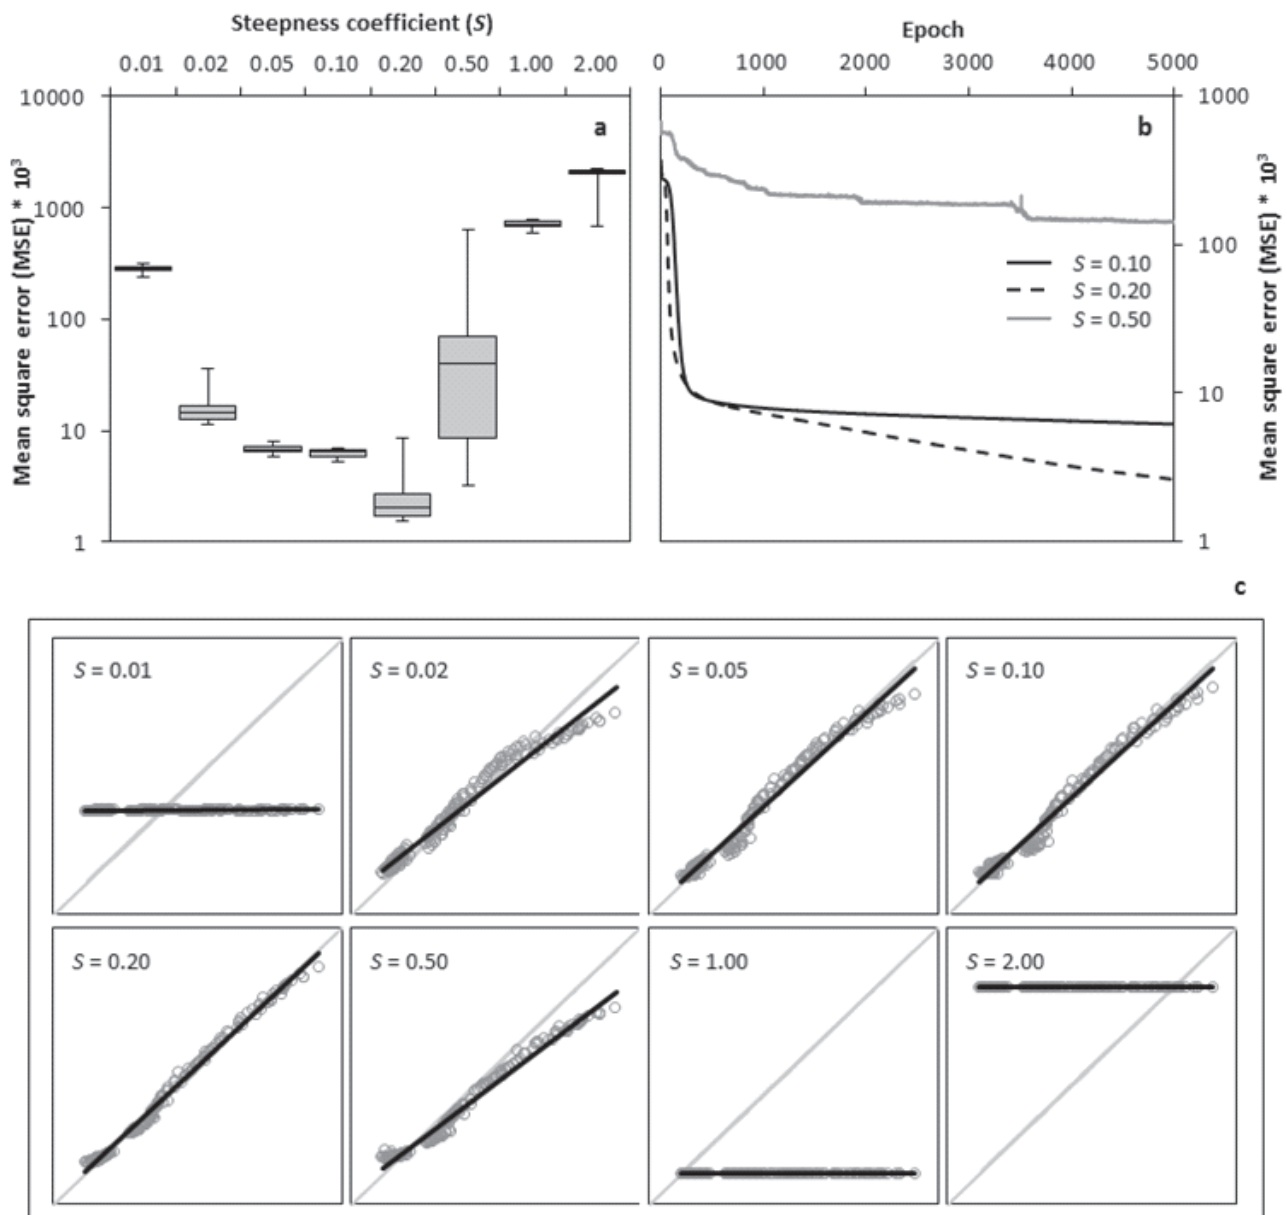 Steepness coefficient (S)
0.01 0.02 0.05 0.10 0.20 0.50 1.00 2.00
Mean square error (MSE) * 10³
10000
1000
100
10
1
a
Epoch
0 1000 2000 3000 4000 5000
b
S = 0.10
S = 0.20
S = 0.50
1000
100
10
1
Mean square error (MSE) * 10³
c
S = 0.01
S = 0.02
S = 0.05
S = 0.10
S = 0.20
S = 0.50
S = 1.00
S = 2.00